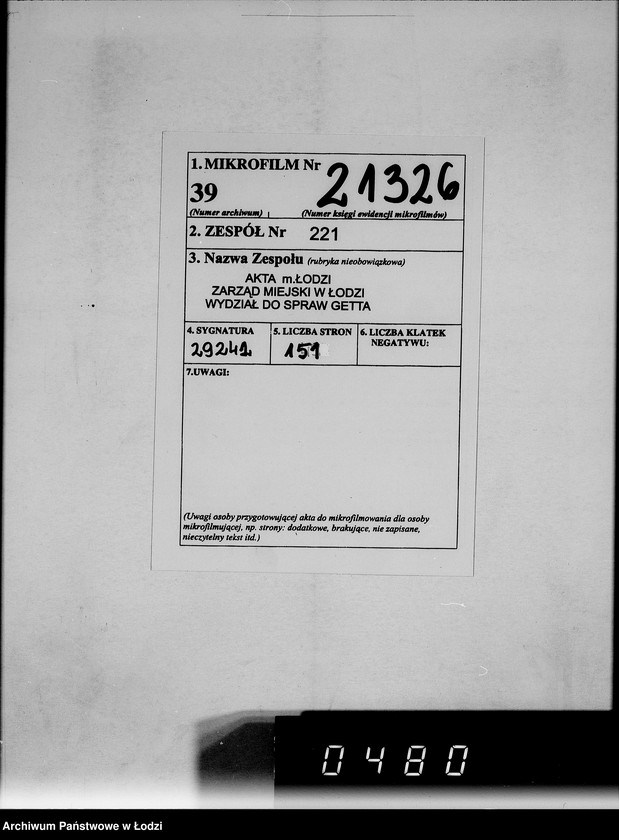 1. MIKROFILM Nr
39 21326
(Numer archiwum) (Numer księgi ewidencji mikrofilmów)
2. ZESPÓŁ Nr 221
3. Nazwa Zespołu (rubryka nieobowiązkowa)
AKTA m.ŁODZI
ZARZĄD MIEJSKI W ŁODZI
WYDZIAŁ DO SPRAW GETTA
4. SYGNATURA 5. LICZBA STRON 6. LICZBA KLATEK
NEGATYWU:
29241 151
7.UWAGI:
(Uwagi osoby przygotowującej akta do mikrofilmowania dla osoby
mikrofilmującej, np. strony: dodatkowe, brakujące, nie zapisane,
nieczytelny tekst itd.)
0480
Archiwum Państwowe w Łodzi